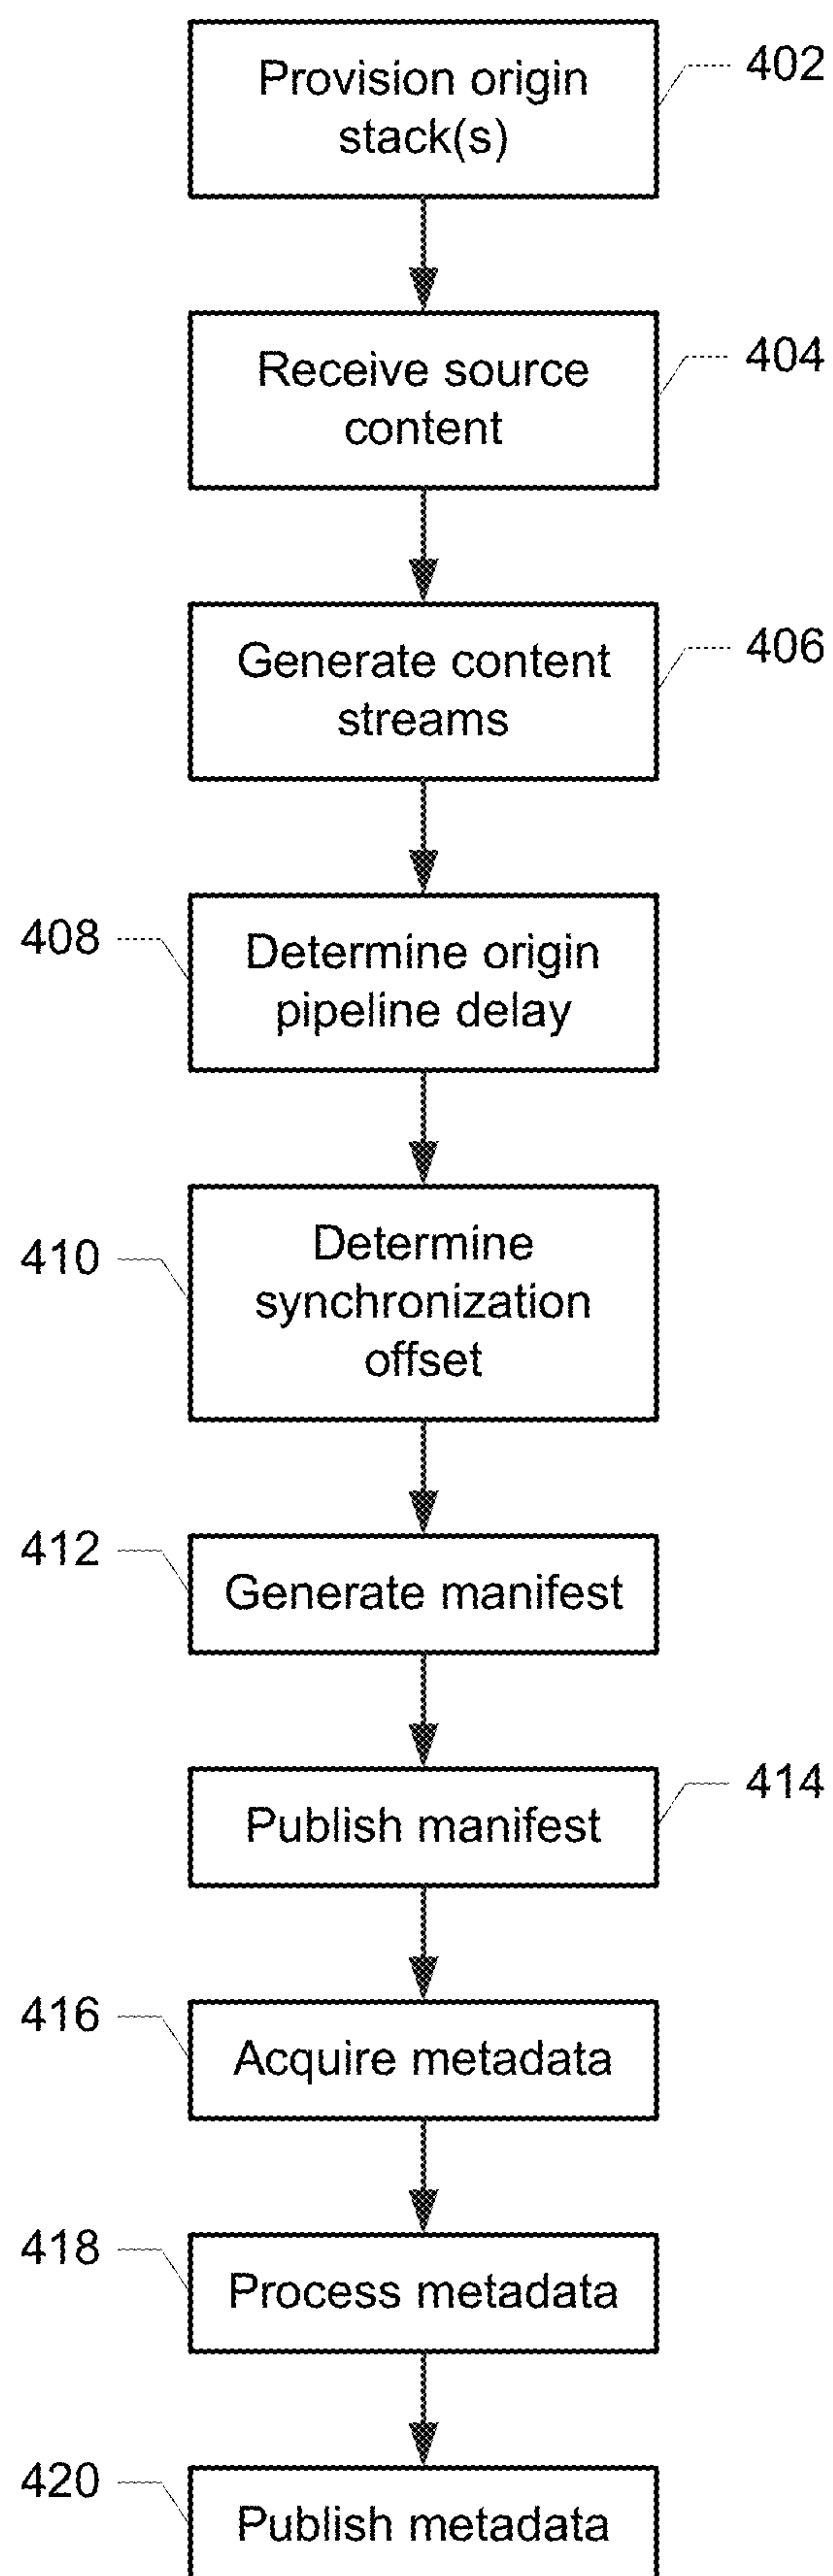 Provision origin
stack(s)
402
Receive source
content
404
Generate content
streams
406
408
Determine origin
pipeline delay
410
Determine
synchronization
offset
412
Generate manifest
Publish manifest
414
416
Acquire metadata
418
Process metadata
420
Publish metadata